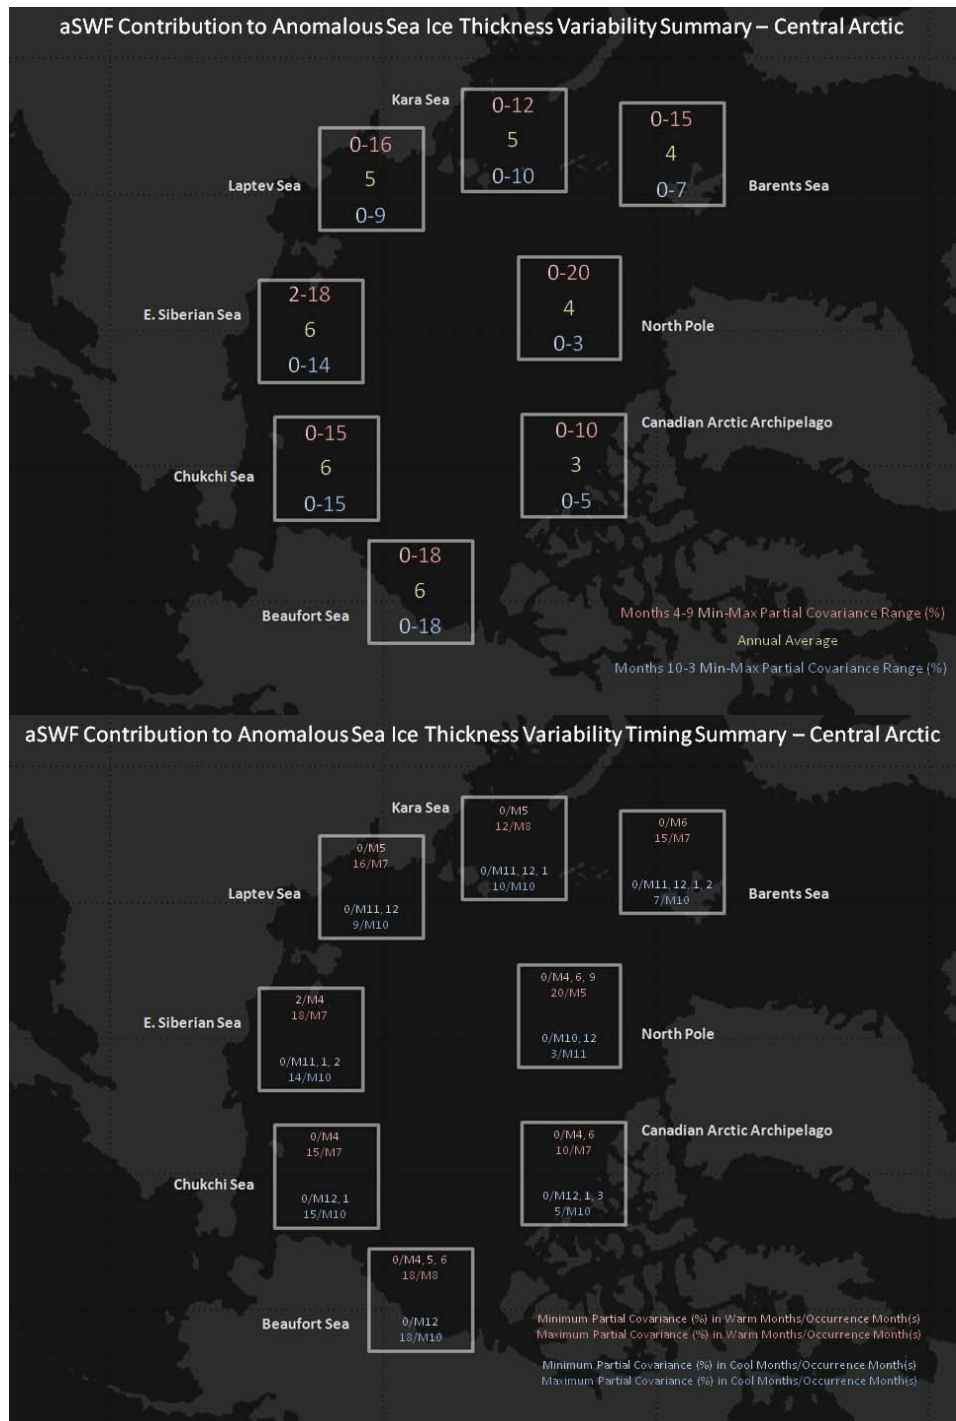 aSWF Contribution to Anomalous Sea Ice Thickness Variability Summary – Central Arctic
Kara Sea
0-12
5
0-10
0-15
4
0-7
Barents Sea
Laptev Sea
0-16
5
0-9
E. Siberian Sea
2-18
6
0-14
0-20
4
0-3
North Pole
Chukchi Sea
0-15
6
0-15
0-10
3
0-5
Canadian Arctic Archipelago
Beaufort Sea
0-18
6
0-18
Months 4-9 Min-Max Partial Covariance Range (%)
Annual Average
Months 10-3 Min-Max Partial Covariance Range (%)
aSWF Contribution to Anomalous Sea Ice Thickness Variability Timing Summary – Central Arctic
Kara Sea
0/M5
12/M8
0/M11, 12, 1
10/M10
0/M6
15/M7
0/M11, 12, 1, 2
7/M10
Barents Sea
Laptev Sea
0/M5
16/M7
0/M11, 12
9/M10
E. Siberian Sea
2/M4
18/M7
0/M11, 1, 2
14/M10
0/M4, 6, 9
20/M5
0/M10, 12
3/M11
North Pole
Chukchi Sea
0/M4
15/M7
0/M12, 1
15/M10
0/M4, 6
10/M7
0/M12, 1, 3
5/M10
Canadian Arctic Archipelago
Beaufort Sea
0/M4, 5, 6
18/M8
0/M12
18/M10
Minimum Partial Covariance (%) in Warm Months/Occurrence Month(s)
Maximum Partial Covariance (%) in Warm Months/Occurrence Month(s)
Minimum Partial Covariance (%) in Cool Months/Occurrence Month(s)
Maximum Partial Covariance (%) in Cool Months/Occurrence Month(s)